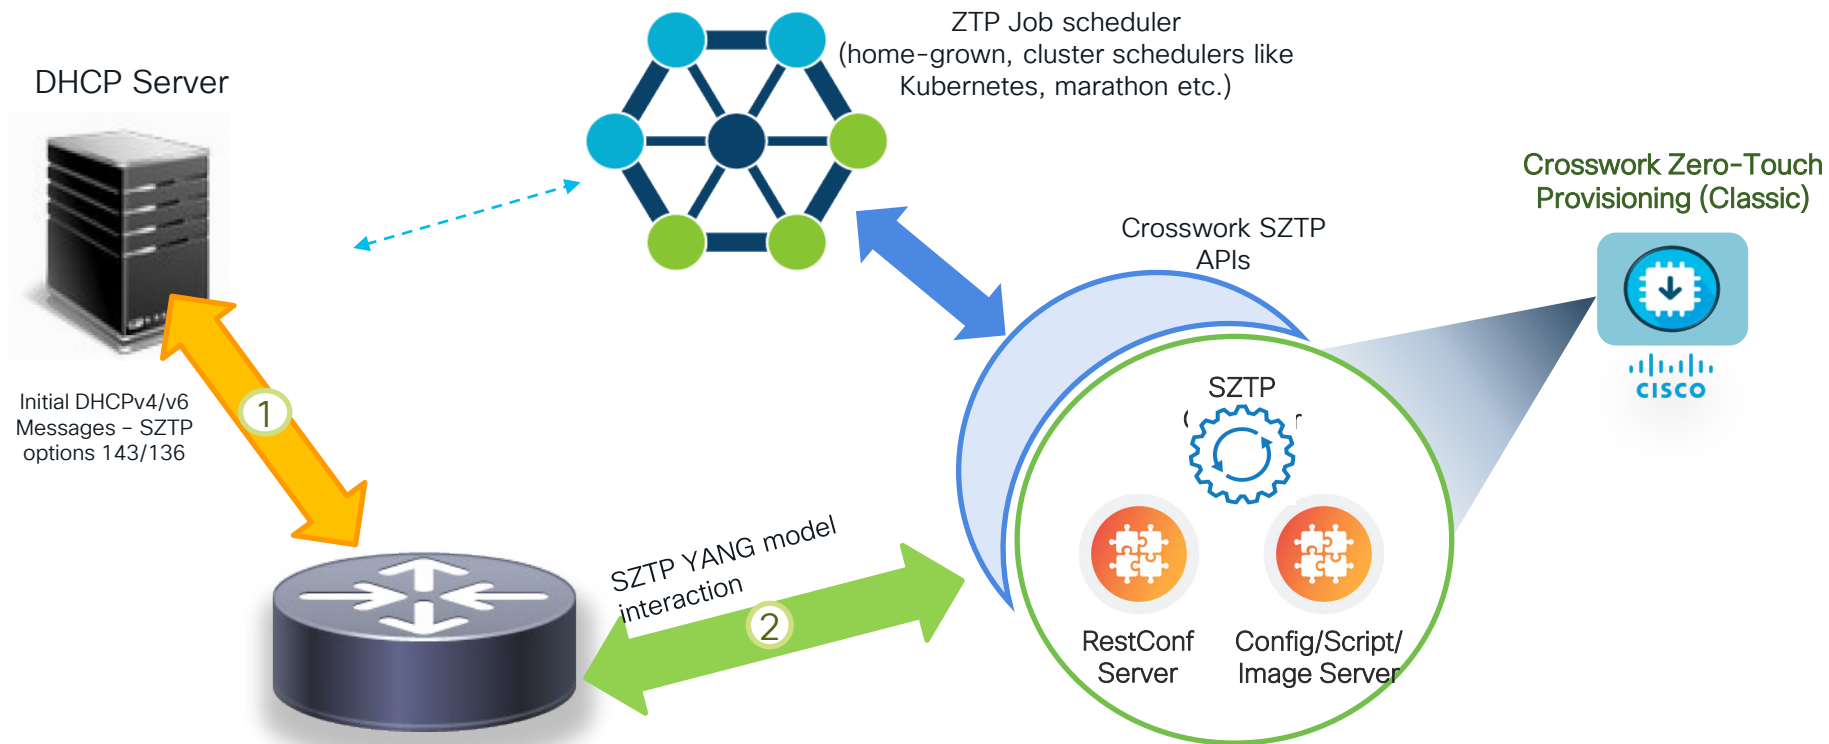 DHCP Server
ZTP Job scheduler
(home-grown, cluster schedulers like
Kubernetes, marathon etc.)
Crosswork Zero-Touch
Provisioning (Classic)
Crosswork SZTP
APIs
CISCO
SZTP
Initial DHCPv4/v6
Messages – SZTP
options 143/136
1
SZTP YANG model
interaction
2
RestConf
Server
Config/Script/
Image Server